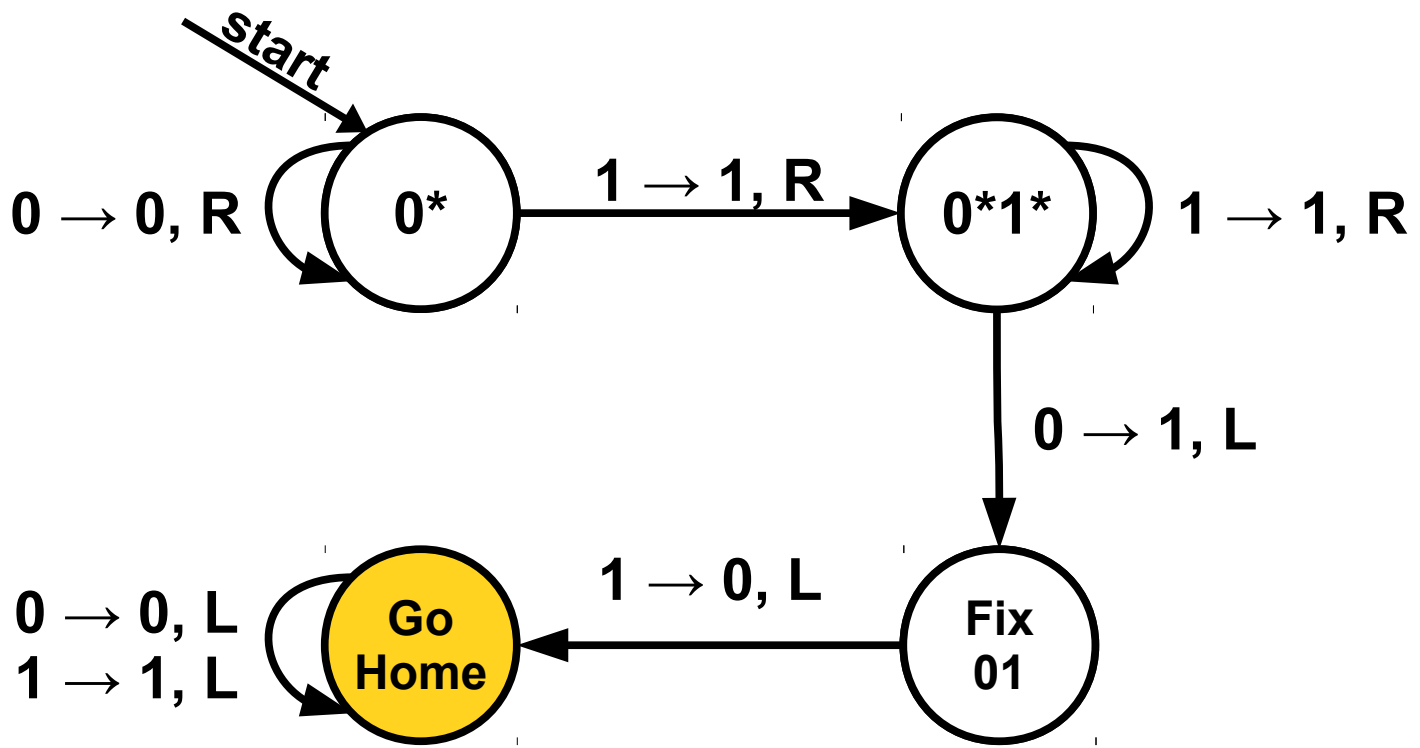 start
0 → 0, R
0*
1 → 1, R
0*1*
1 → 1, R
0 → 1, L
0 → 0, L
1 → 1, L
Go
Home
1 → 0, L
Fix
01